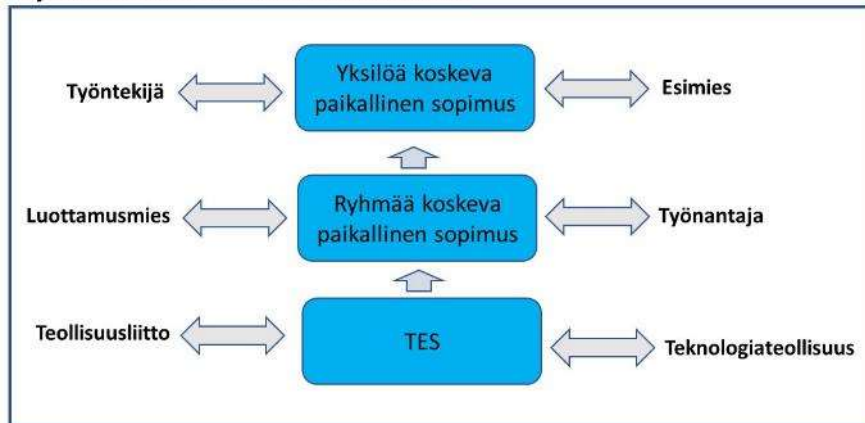 Työntekijä
Yksilöä koskeva
paikallinen sopimus
Esimies
Luottamusmies
Ryhmää koskeva
paikallinen sopimus
Työnantaja
Teollisuusliitto
TES
Teknologiateollisuus